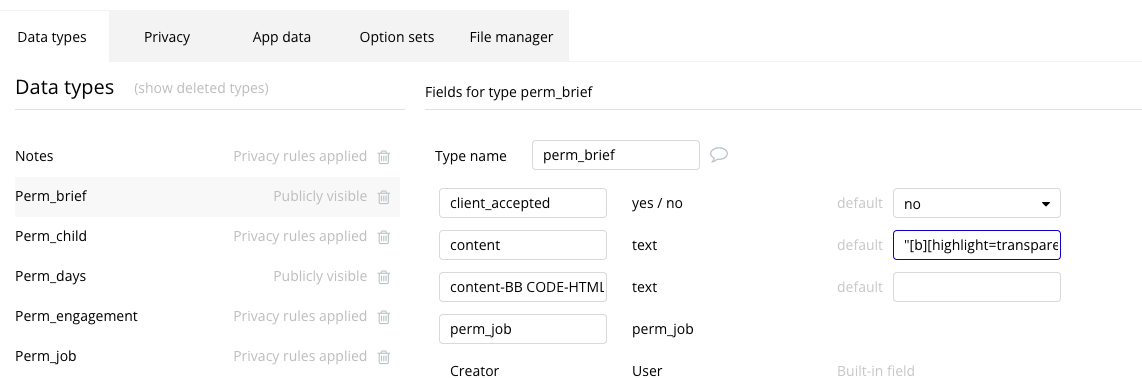 Data types Privacy App data Option sets File manager
Data types (show deleted types)
Fields for type perm_brief
Notes Privacy rules applied
Type name perm_brief
Perm_brief Publicly visible
client_accepted yes / no default no
Perm_child Privacy rules applied
content text default "[b][highlight=transpare
Perm_days Publicly visible
content-BB CODE-HTML text default
Perm_engagement Privacy rules applied
perm_job perm_job
Perm_job Privacy rules applied
Creator User Built-in field